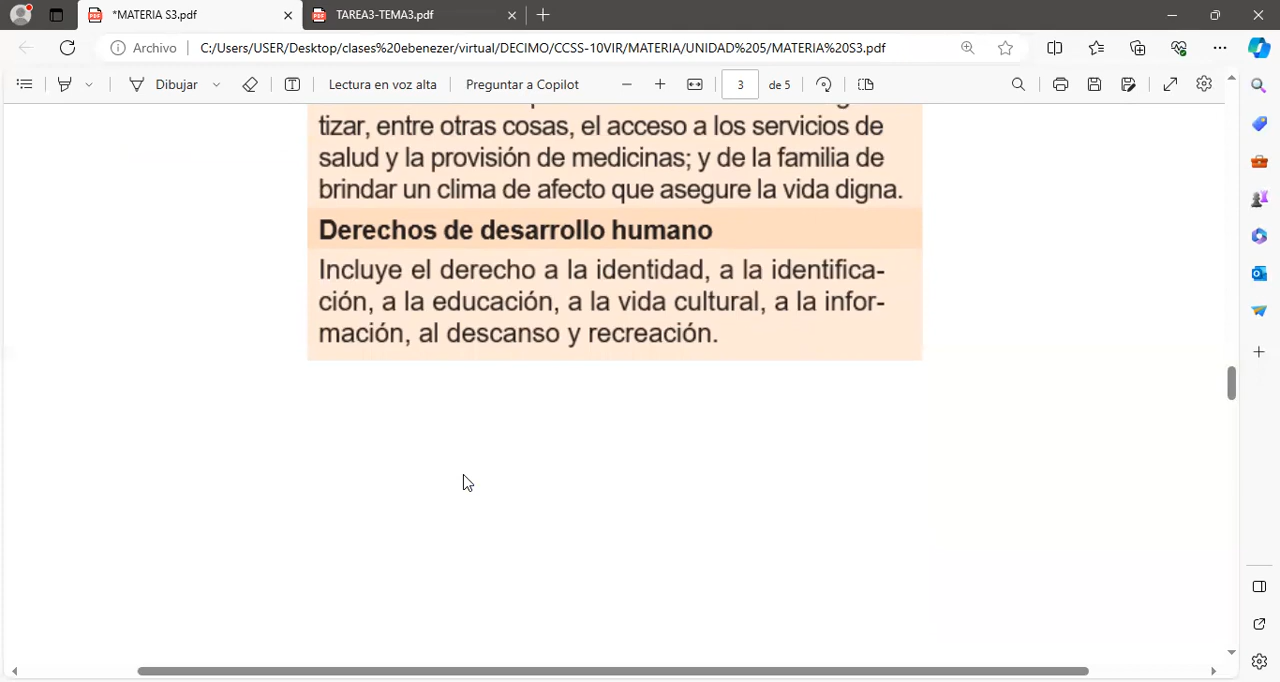 *MATERIA S3.pdf
TAREA3-TEMA3.pdf
Archivo
C:/Users/USER/Desktop/clases%20ebenezer/virtual/DECIMO/CCSS-10VIR/MATERIA/UNIDAD%205/MATERIA%20S3.pdf
Dibujar
Lectura en voz alta
Preguntar a Copilot
3
de 5
tizar, entre otras cosas, el acceso a los servicios de
salud y la provisión de medicinas; y de la familia de
brindar un clima de afecto que asegure la vida digna.
Derechos de desarrollo humano
Incluye el derecho a la identidad, a la identifica-
ción, a la educación, a la vida cultural, a la infor-
mación, al descanso y recreación.